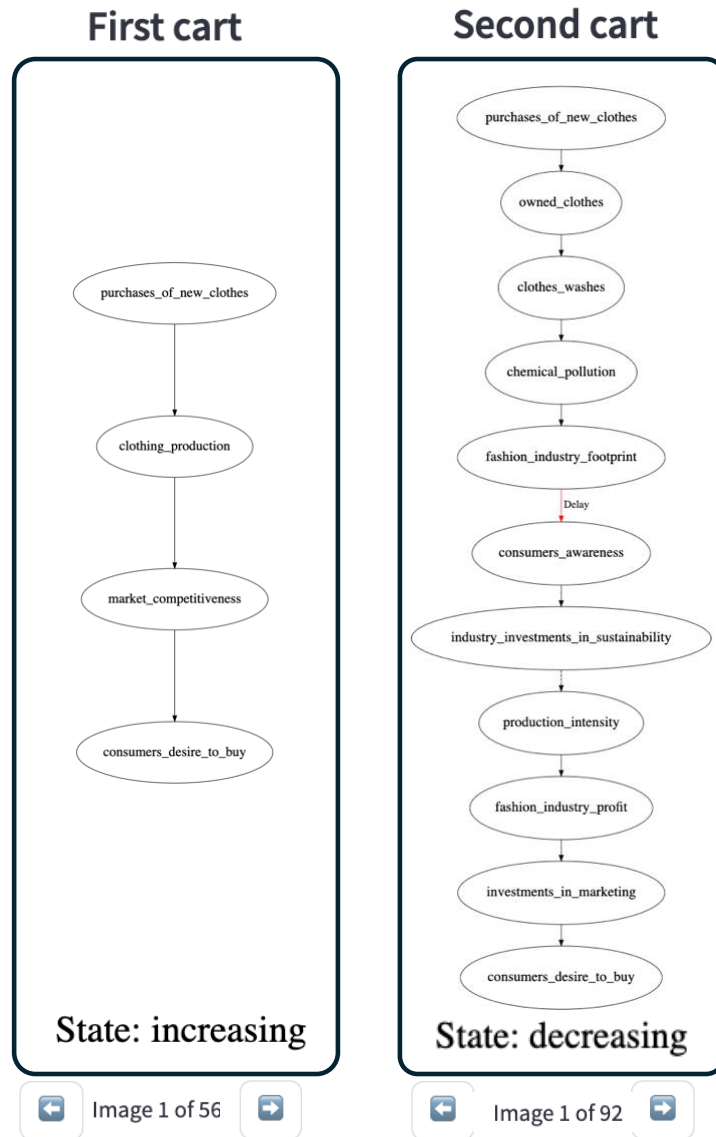 First cart
purchases_of_new_clothes
clothing_production
market_competitiveness
consumers_desire_to_buy
State: increasing
Image 1 of 56
Second cart
purchases_of_new_clothes
owned_clothes
clothes_washes
chemical_pollution
fashion_industry_footprint
Delay
consumers_awareness
industry_investments_in_sustainability
production_intensity
fashion_industry_profit
investments_in_marketing
consumers_desire_to_buy
State: decreasing
Image 1 of 92